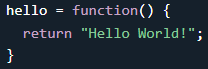 hello = function() {
  return "Hello World!";
}